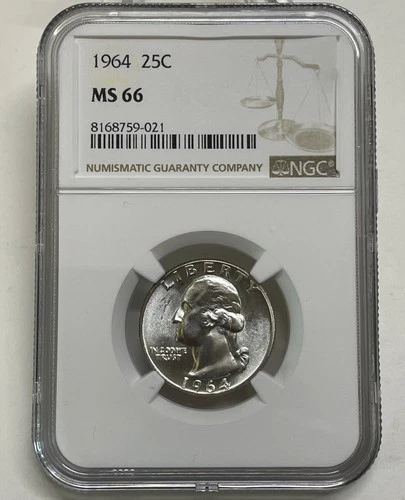 1964 25C
MS 66
8168759-021
NUMISMATIC GUARANTY COMPANY NGC®
LIBERTY
IN GOD WE
TRUST
1964